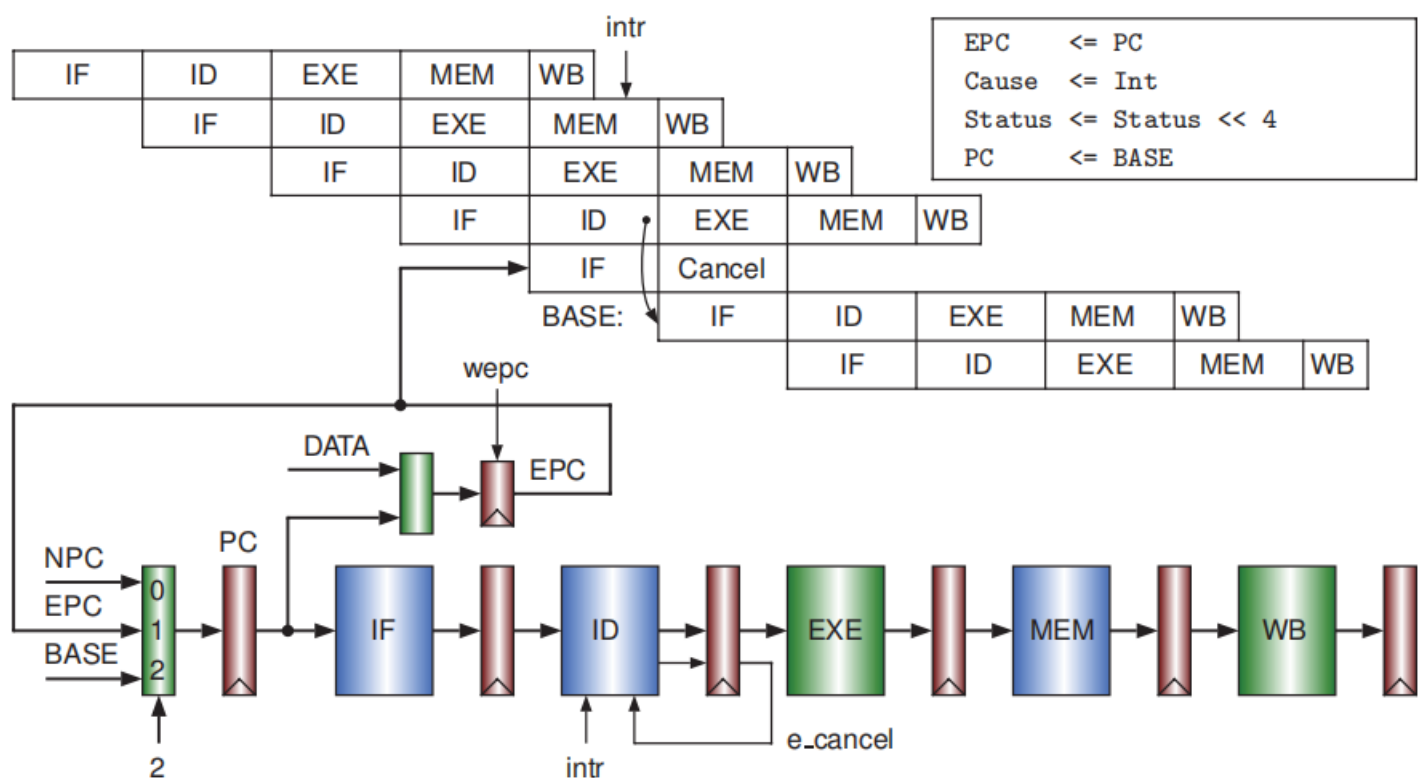 intr
EPC <= PC
Cause <= Int
Status <= Status << 4
PC <= BASE
IF ID EXE MEM WB
IF ID EXE MEM WB
IF ID EXE MEM WB
IF ID EXE MEM WB
IF Cancel
BASE: IF ID EXE MEM WB
IF ID EXE MEM WB
wepc
DATA
EPC
NPC
PC
EPC
BASE
0
1
2
IF ID EXE MEM WB
e_cancel
2
intr